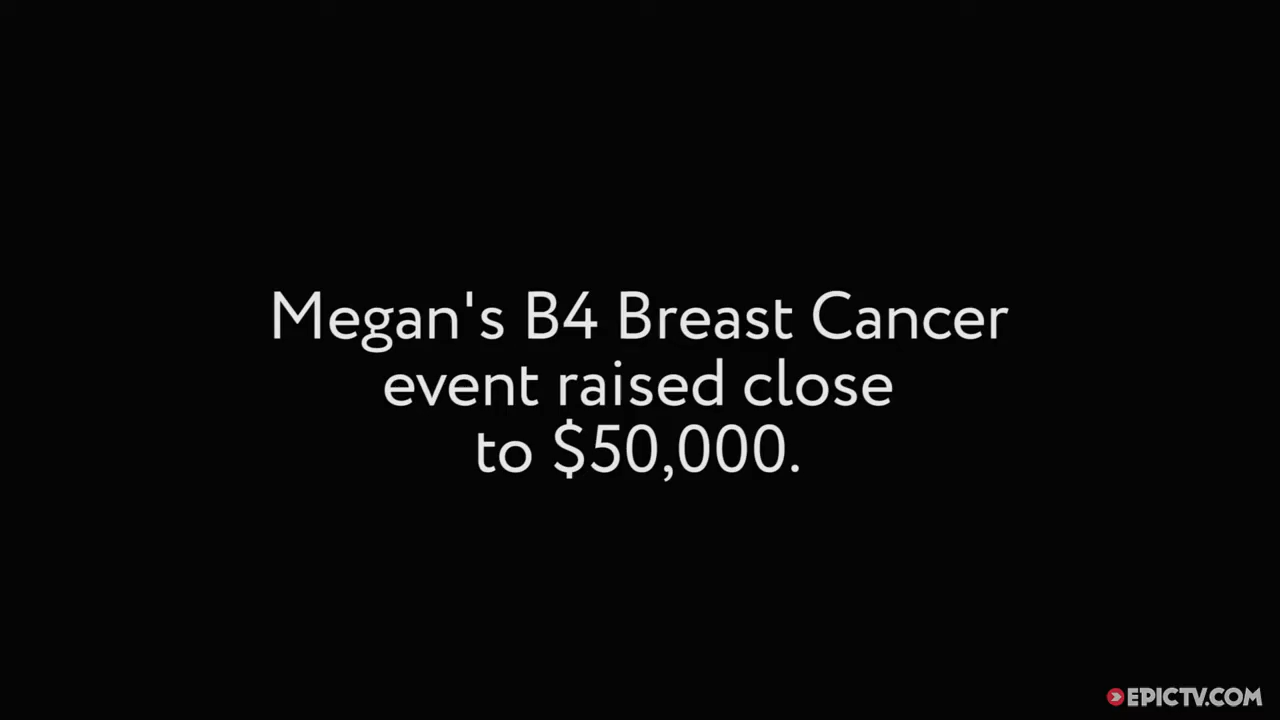 Megan's B4 Breast Cancer
event raised close
to $50,000.
EPICTV.COM